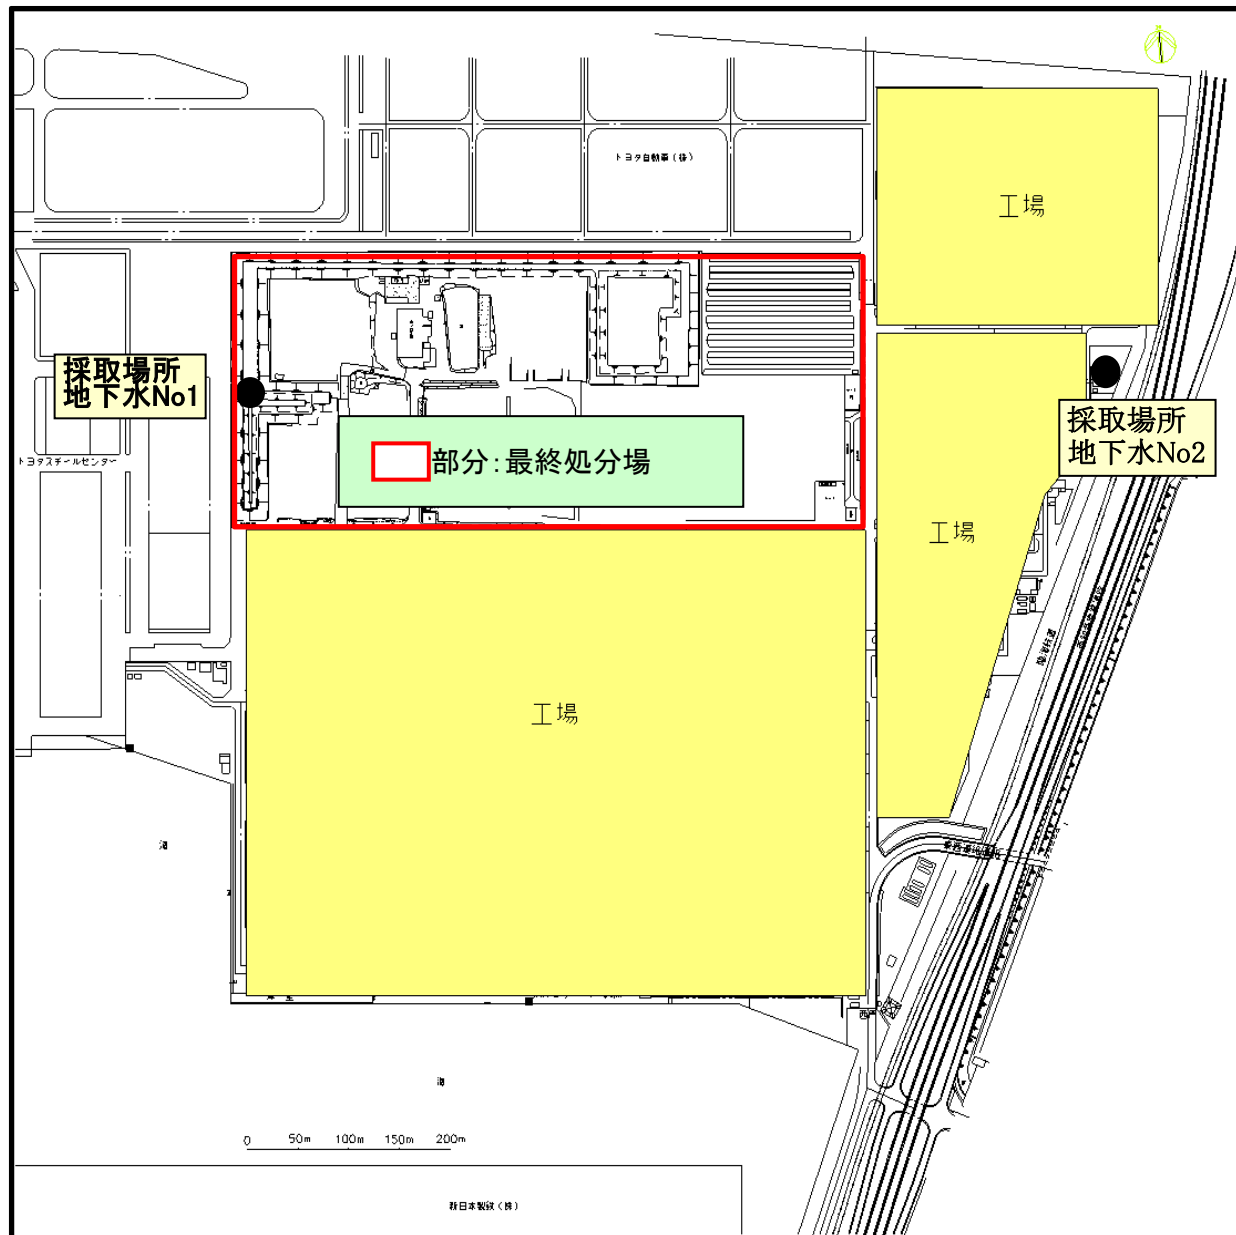 トヨタ自動車(株)
工場
採取場所
地下水No1
採取場所
地下水No2
トヨタスチールセンター
部分:最終処分場
工場
工場
海
海
0 50m 100m 150m 200m
新日本製鉄(株)